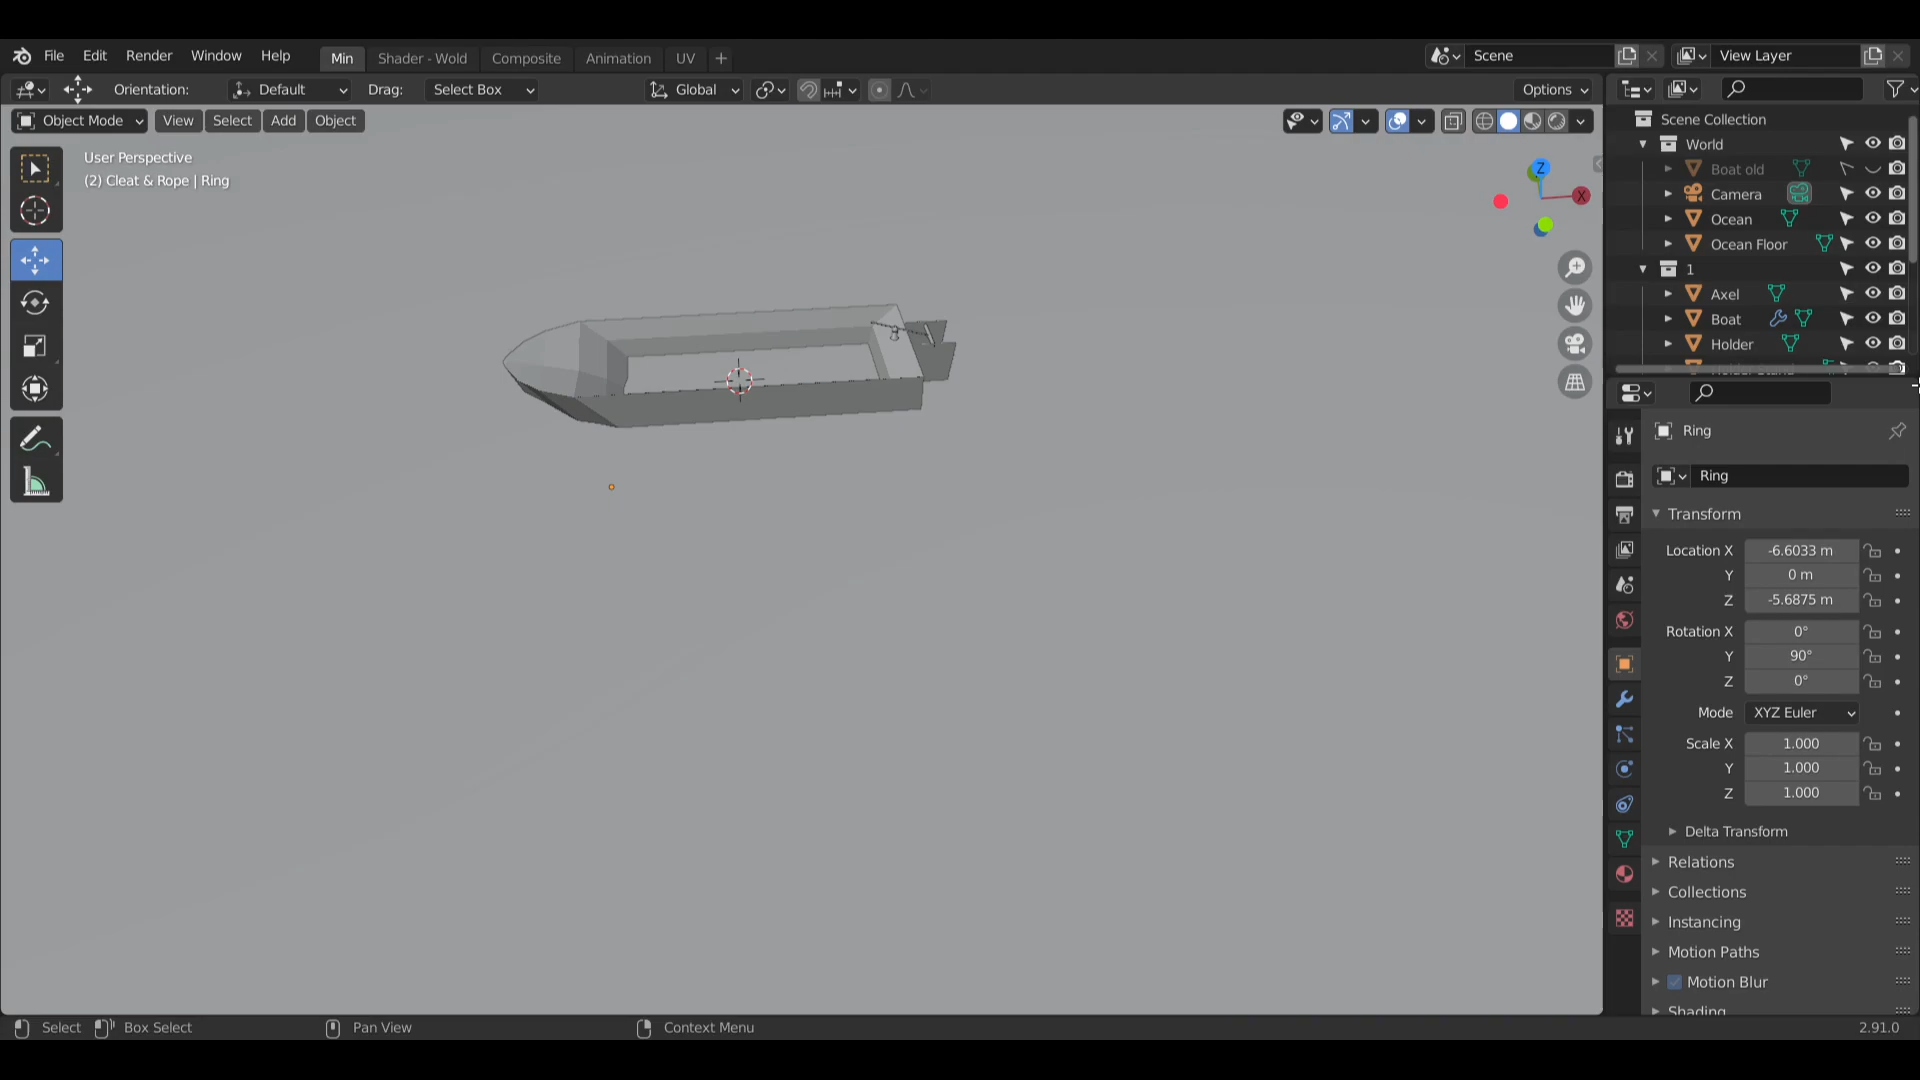 File Edit Render Window Help Min Shader - Wold Composite Animation UV + Scene View Layer
Orientation: Default Drag: Select Box Global Options
Object Mode View Select Add Object
User Perspective
(2) Cleat & Rope | Ring
Z
X
Scene Collection
World
Boat old
Camera
Ocean
Ocean Floor
1
Axel
Boat
Holder
Ring
Ring
Transform
Location X -6.6033 m
Y 0 m
Z -5.6875 m
Rotation X 0°
Y 90°
Z 0°
Mode XYZ Euler
Scale X 1.000
Y 1.000
Z 1.000
Delta Transform
Relations
Collections
Instancing
Motion Paths
Motion Blur
Shading
Select Box Select Pan View Context Menu 2.91.0